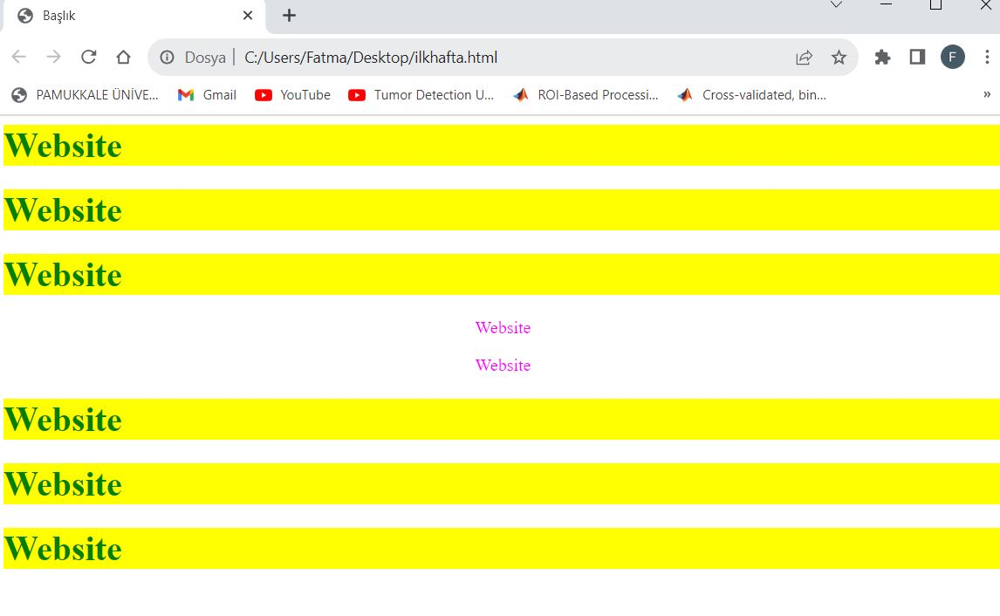 Başlık
Dosya | C:/Users/Fatma/Desktop/ilkhafta.html
F
PAMUKKALE ÜNİVE... Gmail YouTube Tumor Detection U... ROI-Based Processi... Cross-validated, bin... »
Website
Website
Website
Website
Website
Website
Website
Website